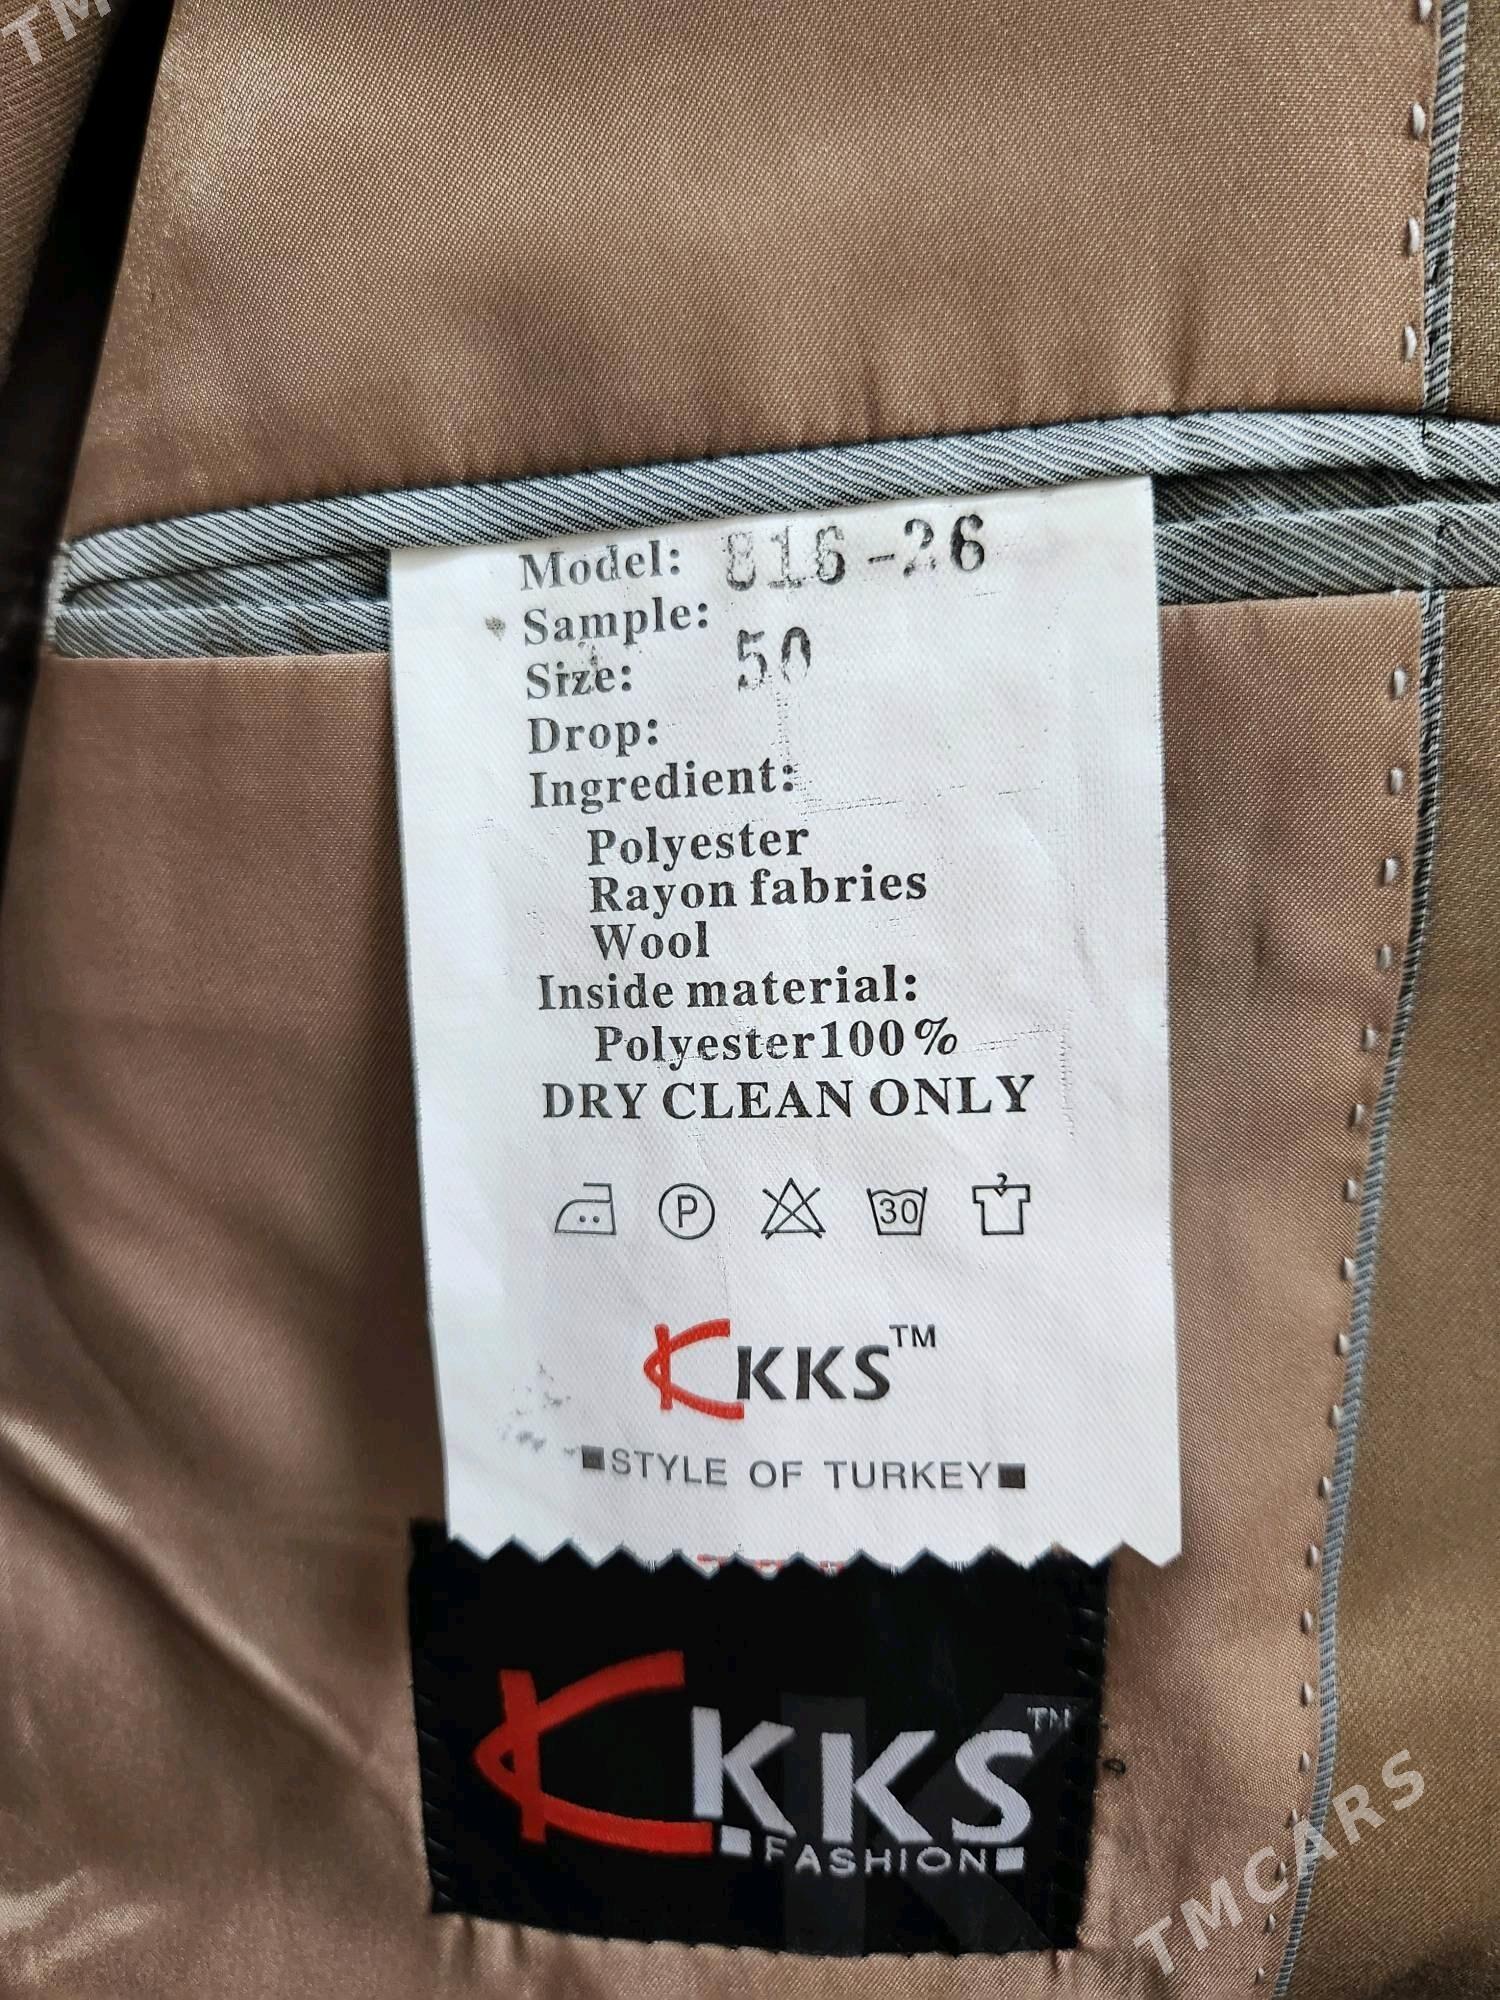 TM
Model: 816-26
Sample:
Size: 50
Drop:
Ingredient:
Polyester
Rayon fabries
Wool
Inside material:
Polyester100%
DRY CLEAN ONLY
P
30
KKS™
STYLE OF TURKEY
KKS™
FASHION
TMCARS